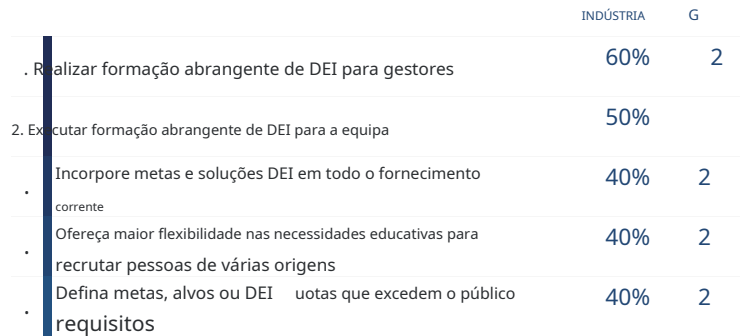 INDÚSTRIA G
. Realizar formação abrangente de DEI para gestores 60% 2
2. Executar formação abrangente de DEI para a equipa 50%
. Incorpore metas e soluções DEI em todo o fornecimento 40% 2
corrente
. Ofereça maior flexibilidade nas necessidades educativas para 40% 2
recrutar pessoas de várias origens
. Defina metas, alvos ou DEI uotas que excedem o público 40% 2
requisitos